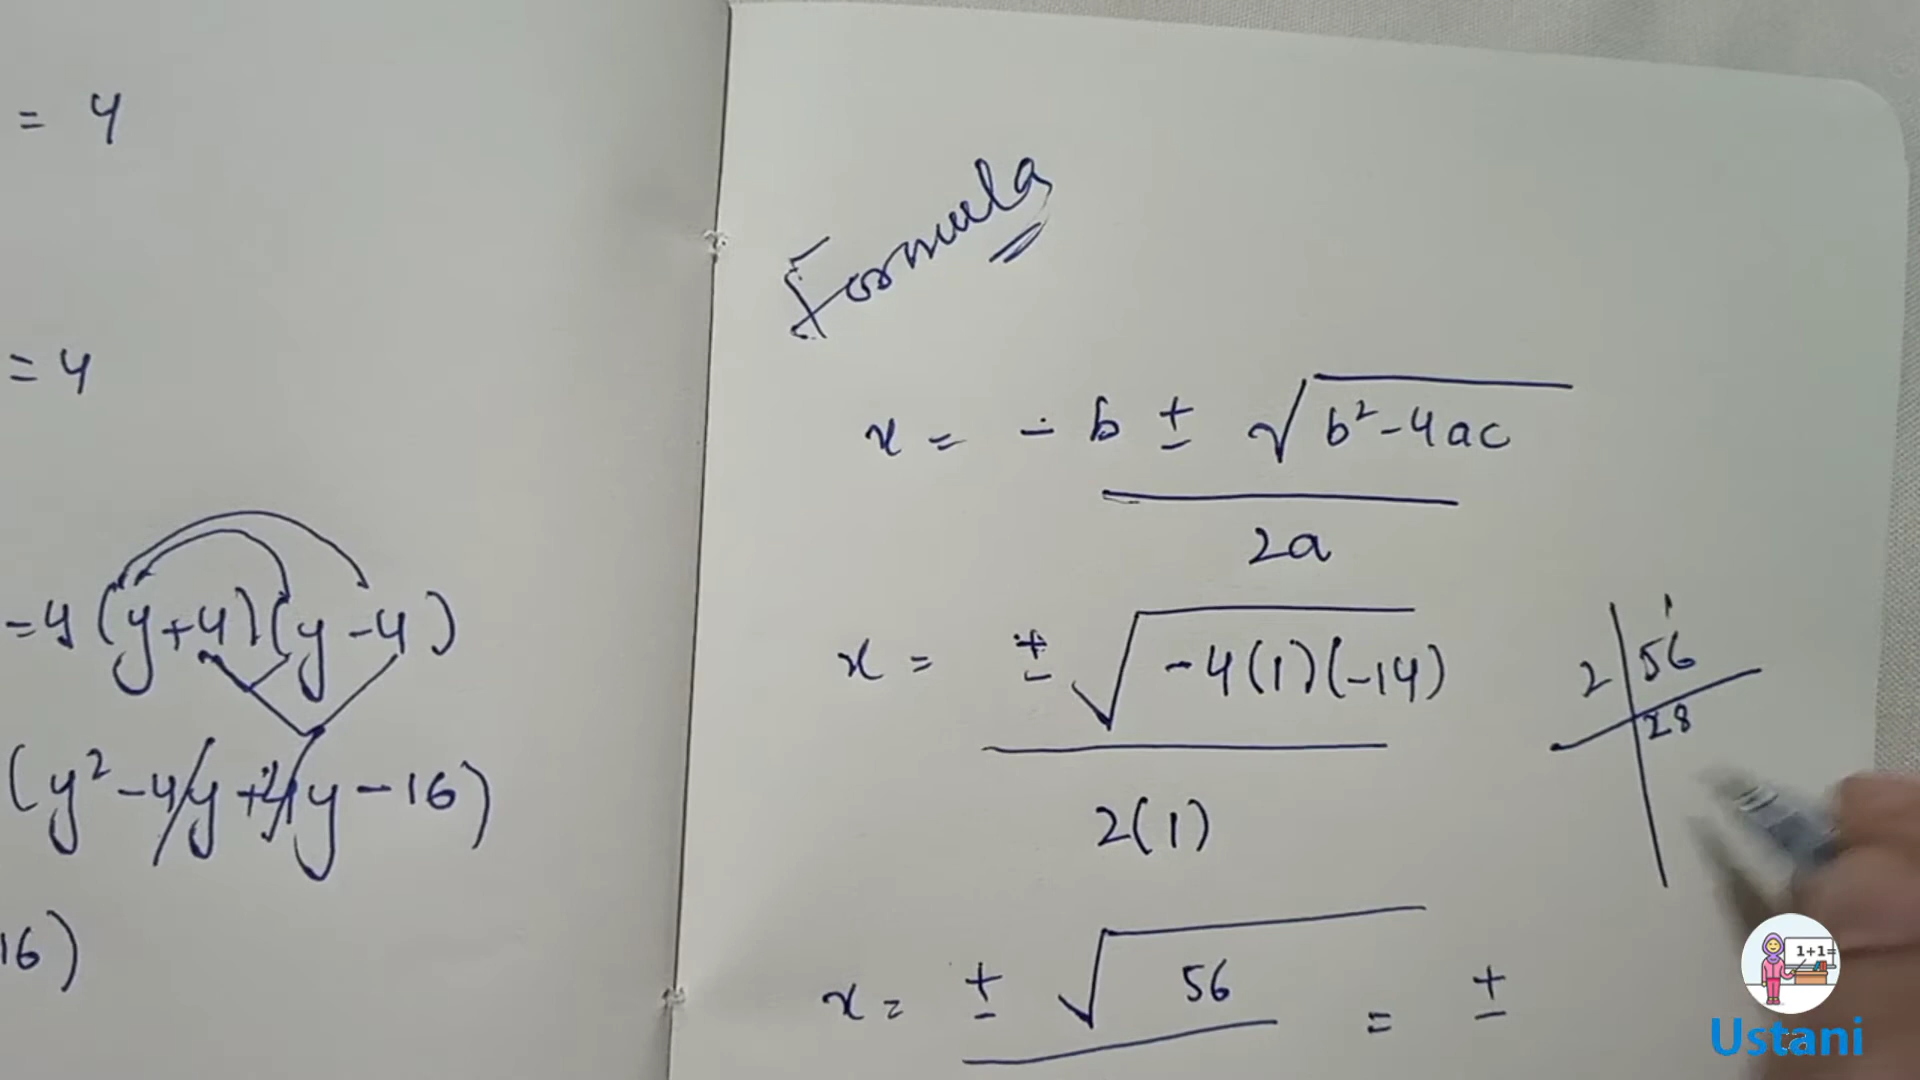 = 4
= 4
= 4 (y+4)(y-4)
(y² - 4y + 4y - 16)
16)
Formula
x = - b ± √b² - 4ac
2a
x = ± √-4(1)(-14)
2(1)
2 56
28
x = ± √56 = ±
1+1=
Ustani